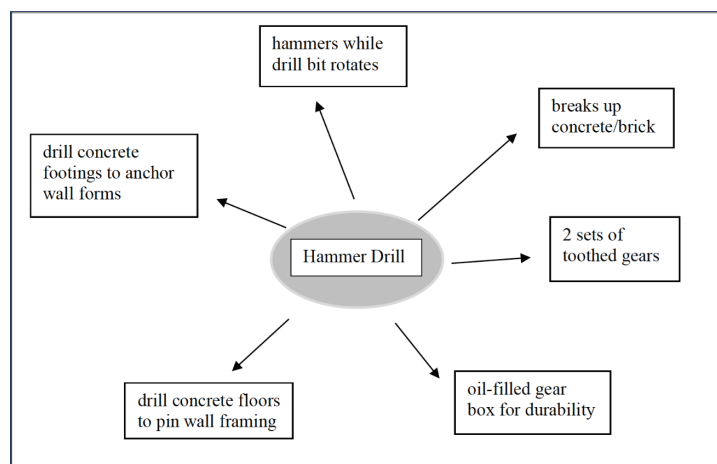 hammers while
drill bit rotates
breaks up
concrete/brick
drill concrete
footings to anchor
wall forms
2 sets of
toothed gears
Hammer Drill
drill concrete floors
to pin wall framing
oil-filled gear
box for durability